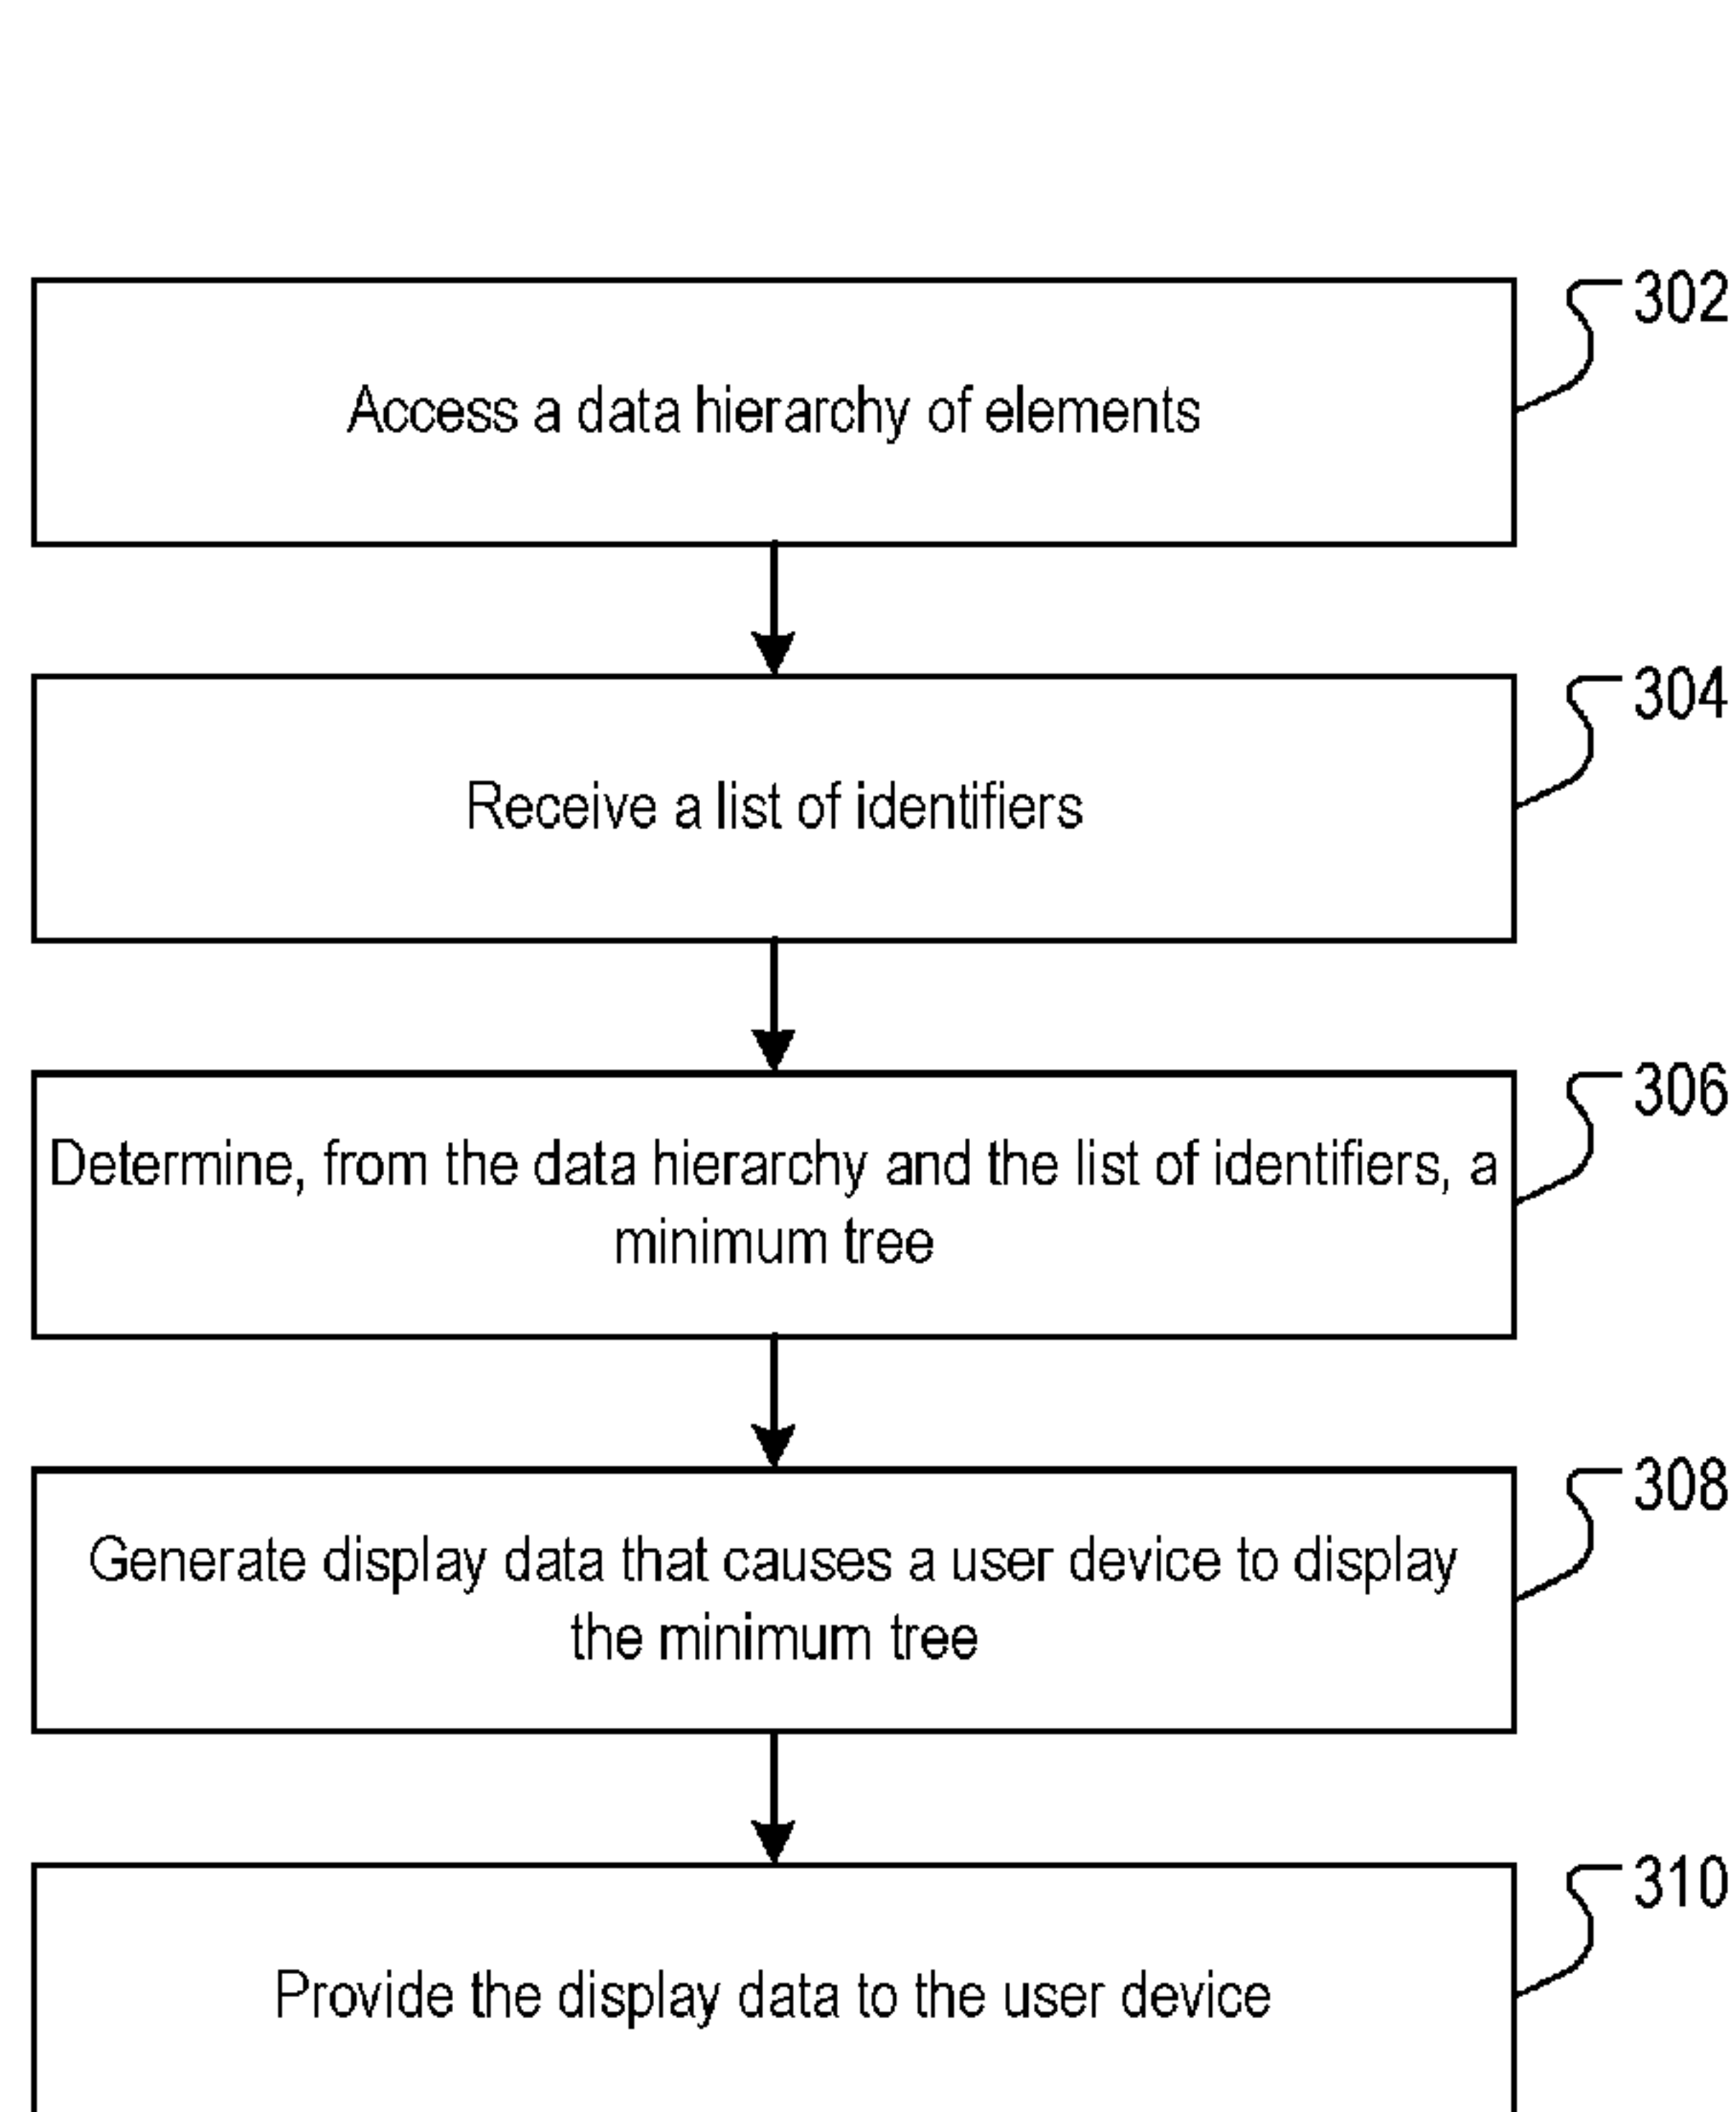 302
Access a data hierarchy of elements
304
Receive a list of identifiers
306
Determine, from the data hierarchy and the list of identifiers, a
minimum tree
308
Generate display data that causes a user device to display
the minimum tree
310
Provide the display data to the user device